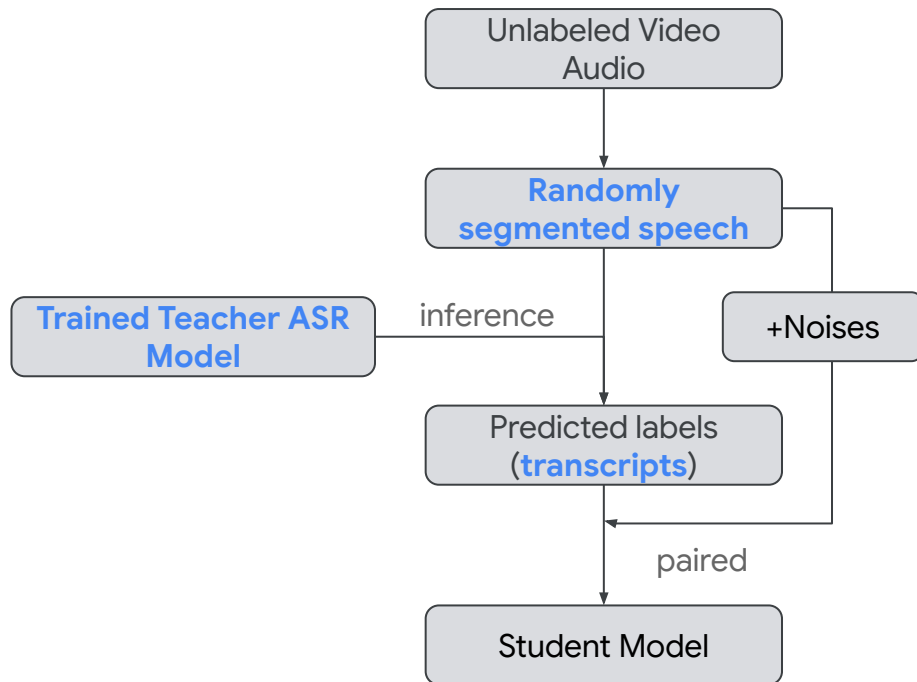 Unlabeled Video
Audio
Randomly
segmented speech
Trained Teacher ASR
Model
inference
+Noises
Predicted labels
(transcripts)
paired
Student Model